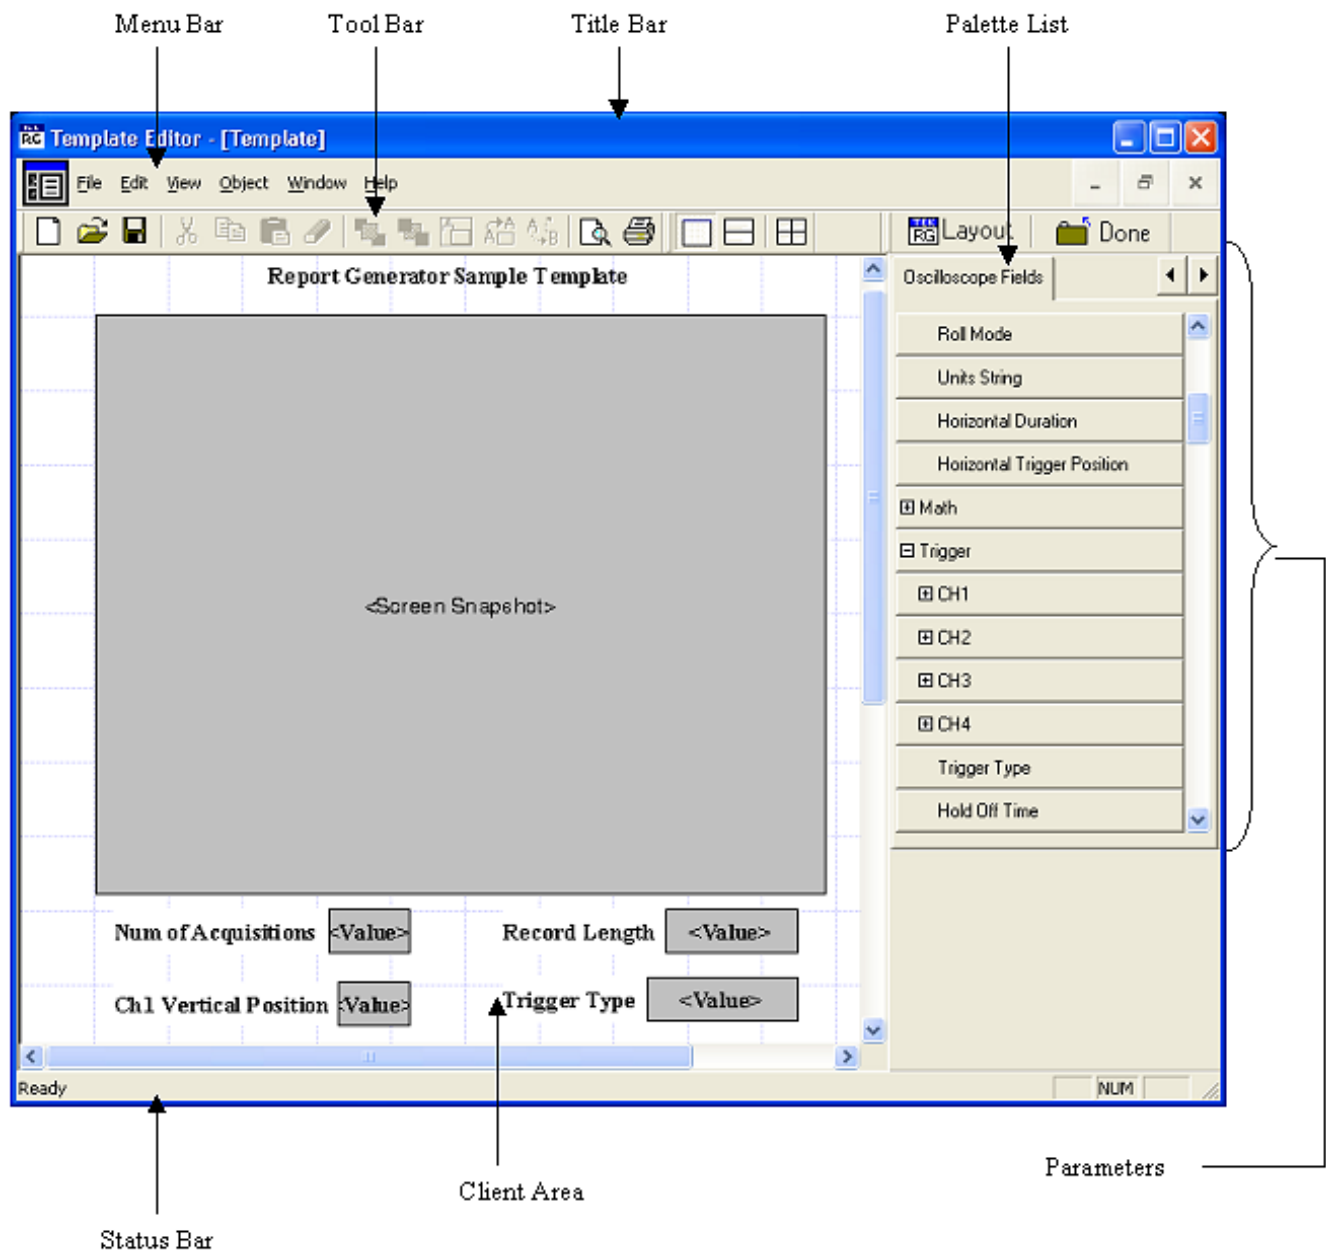 Menu Bar
Tool Bar
Title Bar
Palette List
RG Template Editor - [Template]
File Edit View Object Window Help
TEK RG Layout Done
Report Generator Sample Template
Oscilloscope Fields
Roll Mode
Units String
Horizontal Duration
Horizontal Trigger Position
Math
Trigger
<Screen Snapshot>
CH1
CH2
CH3
CH4
Trigger Type
Hold Off Time
Num of Acquisitions <Value>
Record Length <Value>
Ch1 Vertical Position <Value>
Trigger Type <Value>
Ready
NUM
Parameters
Client Area
Status Bar